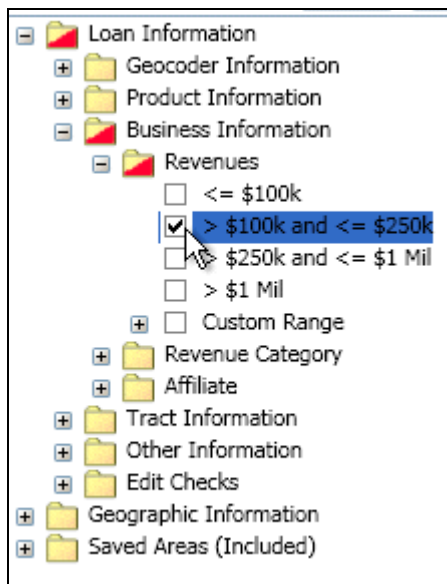 Loan Information
Geocoder Information
Product Information
Business Information
Revenues
<= $100k
> $100k and <= $250k
> $250k and <= $1 Mil
> $1 Mil
Custom Range
Revenue Category
Affiliate
Tract Information
Other Information
Edit Checks
Geographic Information
Saved Areas (Included)